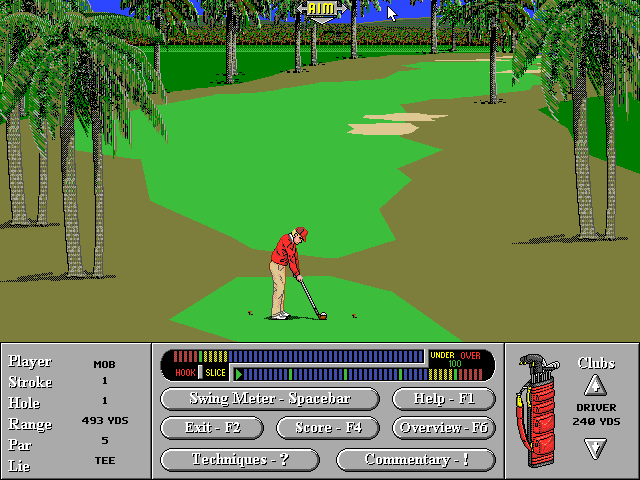 AIM
Player MOB
Stroke 1
Hole 1
Range 493 YDS
Par 5
Lie TEE
UNDER OVER
100
HOOK SLICE
Swing Meter - Spacebar
Help - F1
Exit - F2
Score - F4
Overview - F6
Techniques - ?
Commentary - !
Clubs
DRIVER
240 YDS